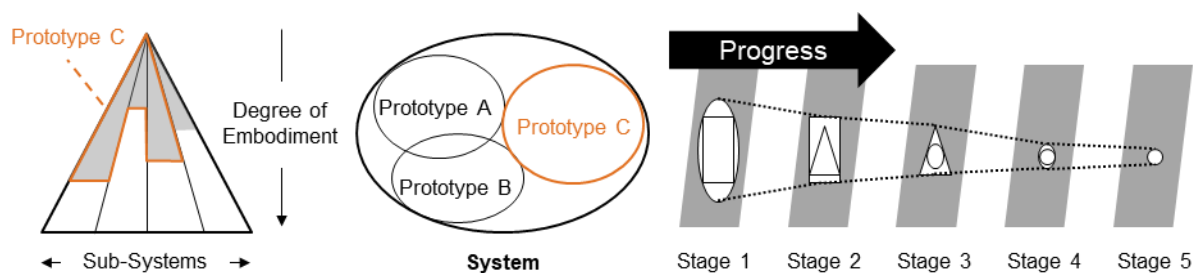 Prototype C
Degree of
Embodiment
Sub-Systems
Prototype A
Prototype C
Prototype B
System
Progress
Stage 1
Stage 2
Stage 3
Stage 4
Stage 5